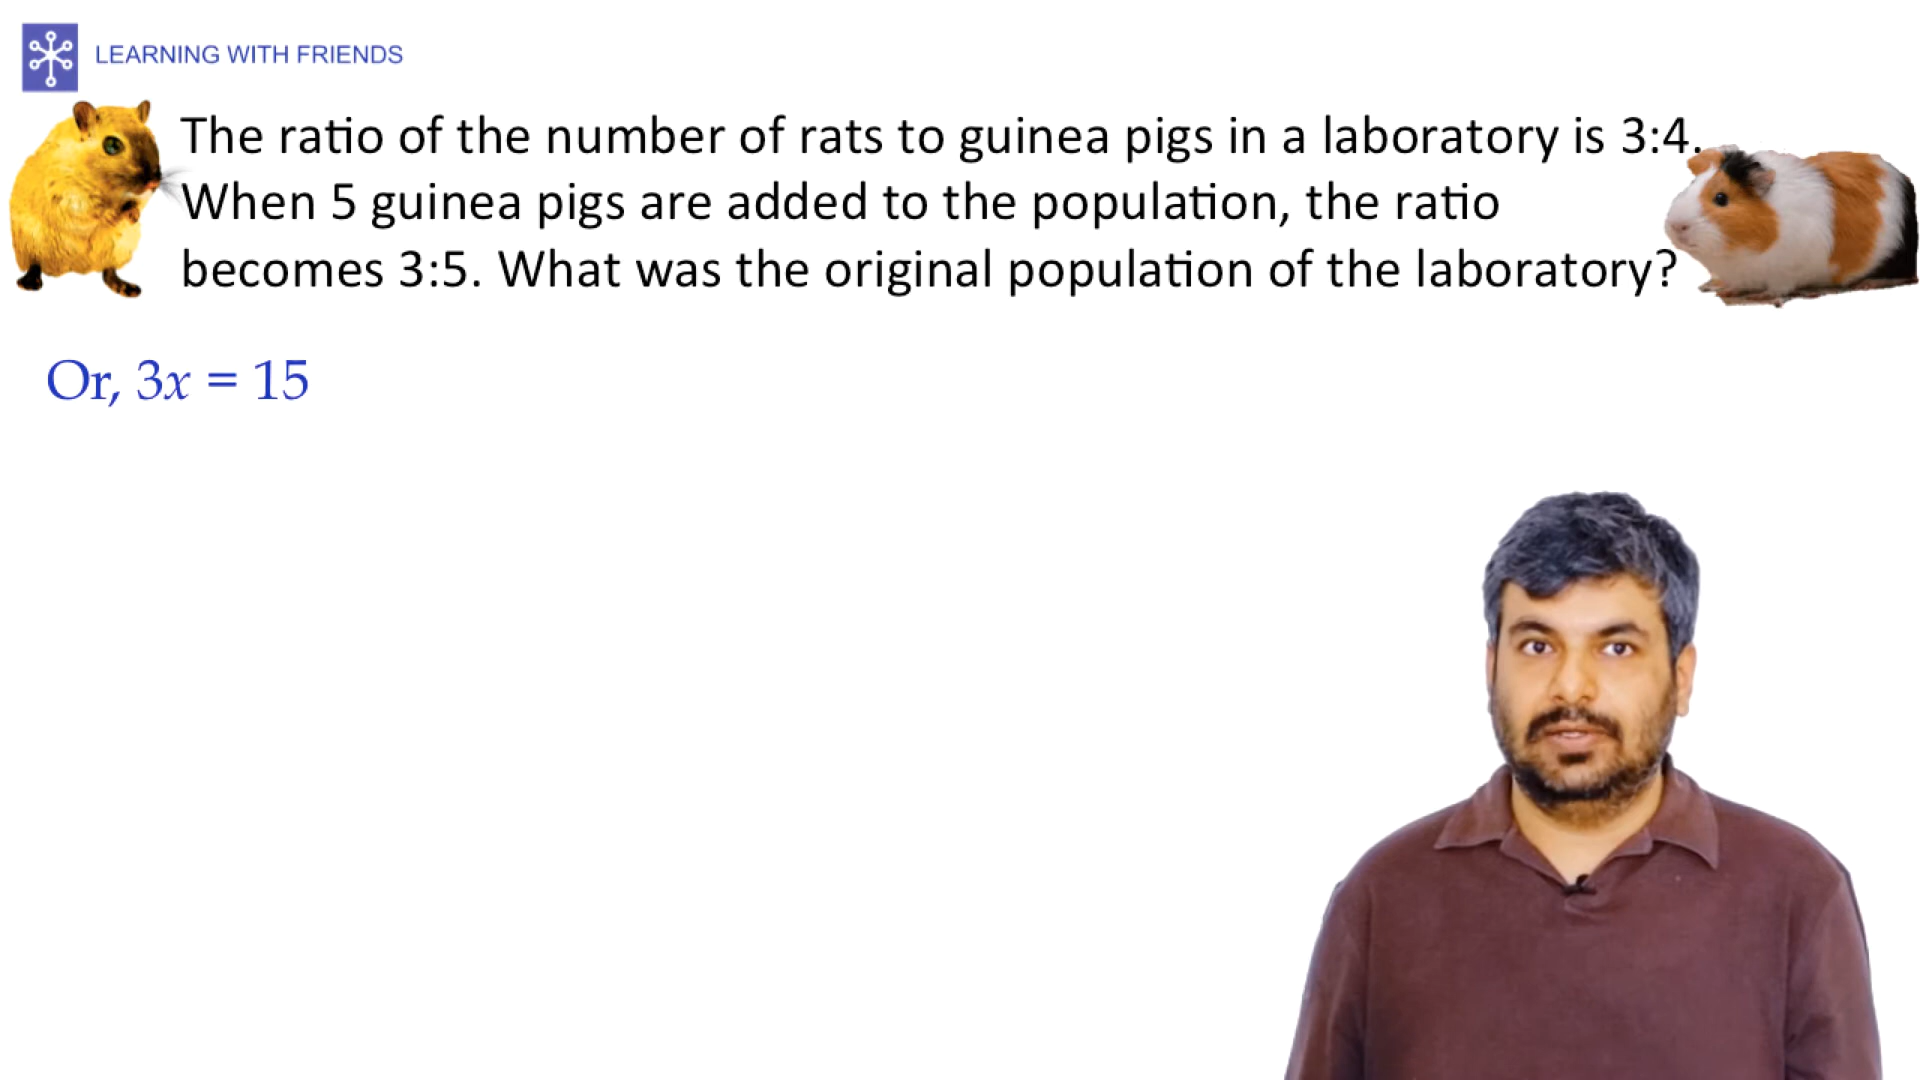 LEARNING WITH FRIENDS
The ratio of the number of rats to guinea pigs in a laboratory is 3:4.
When 5 guinea pigs are added to the population, the ratio
becomes 3:5. What was the original population of the laboratory?
Or, 3x = 15